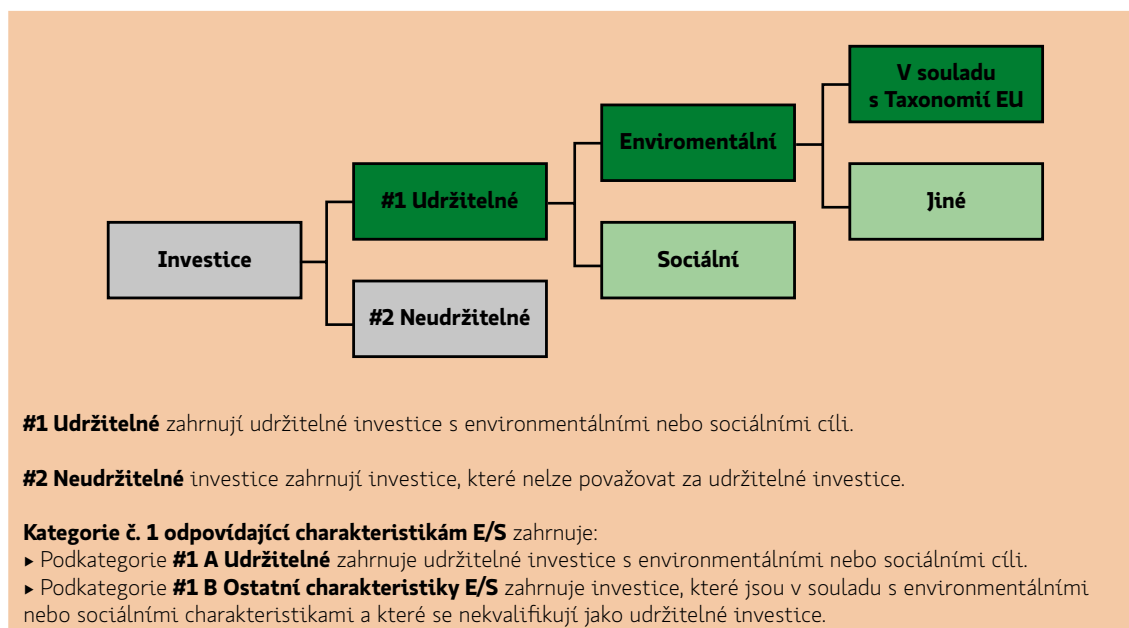 V souladu
s Taxonomií EU
Enviromentální
#1 Udržitelné
Jiné
Investice
Sociální
#2 Neudržitelné
#1 Udržitelné zahrnují udržitelné investice s environmentálními nebo sociálními cíli.
#2 Neudržitelné investice zahrnují investice, které nelze považovat za udržitelné investice.
Kategorie č. 1 odpovídající charakteristikám E/S zahrnuje:
▸ Podkategorie #1 A Udržitelné zahrnuje udržitelné investice s environmentálními nebo sociálními cíli.
▸ Podkategorie #1 B Ostatní charakteristiky E/S zahrnuje investice, které jsou v souladu s environmentálními
nebo sociálními charakteristikami a které se nekvalifikují jako udržitelné investice.